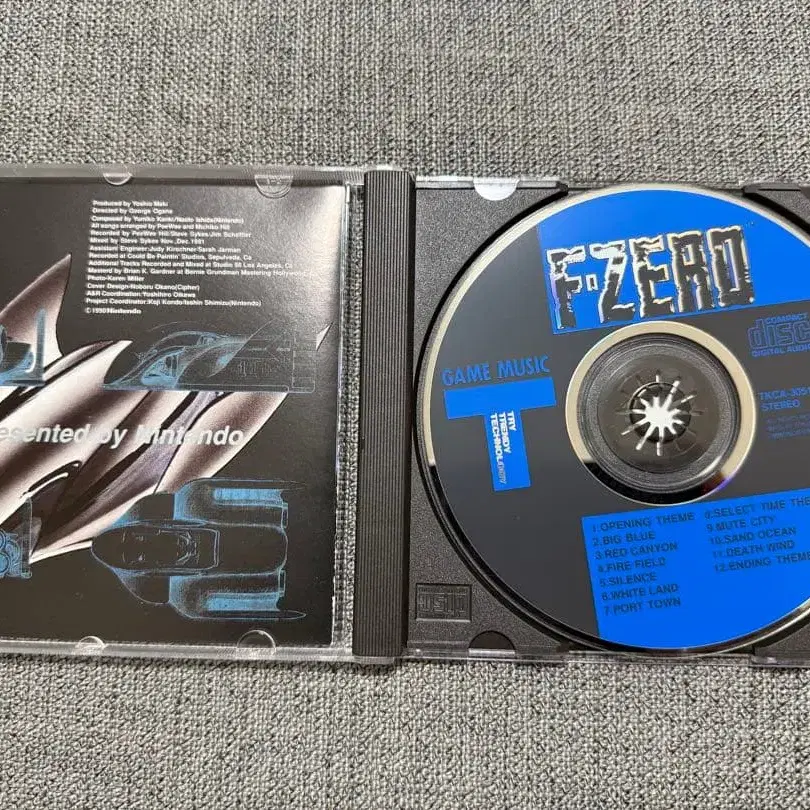 Produced by Yoshio Maki
Directed by George Ogano
Composed by Yumiko Kanki/Naoto Ishida(Nintendo)
All songs arranged by PeeWee and Michiko Hill
Recorded by PeeWee Hill/Steve Sykes/Jim Scheffler
Mixed by Steve Sykes Nov.,Dec.1991
Assistant Engineer:Judy Kirschner/Sarah Jarman
Recorded at Could Be Paintin' Studios, Sepulveda, Ca
Additional Tracks Recorded and Mixed at Studio 55 Los Angeles, Ca
Masterd by Brian K. Gardner at Bernie Grundman Mastering Hollywood
Photo:Karen Miller
Cover Design:Noboru Okano(Cipher)
A&R Coordination:Yoshihiro Oikawa
Project Coordinator:Koji Kondo/Isshin Shimizu(Nintendo)
©1990Nintendo
esented by Nintendo
F-ZERO
COMPACT
disc
DIGITAL AUDIO
GAME MUSIC
T
TRY
TRENDY
TECHNOLOGY
TKCA-305
STEREO
1.OPENING THEME
2.BIG BLUE
3.RED CANYON
4.FIRE FIELD
5.SILENCE
6.WHITE LAND
7.PORT TOWN
8.SELECT TIME THE
9.MUTE CITY
10.SAND OCEAN
11.DEATH WIND
12.ENDING THEME
disc